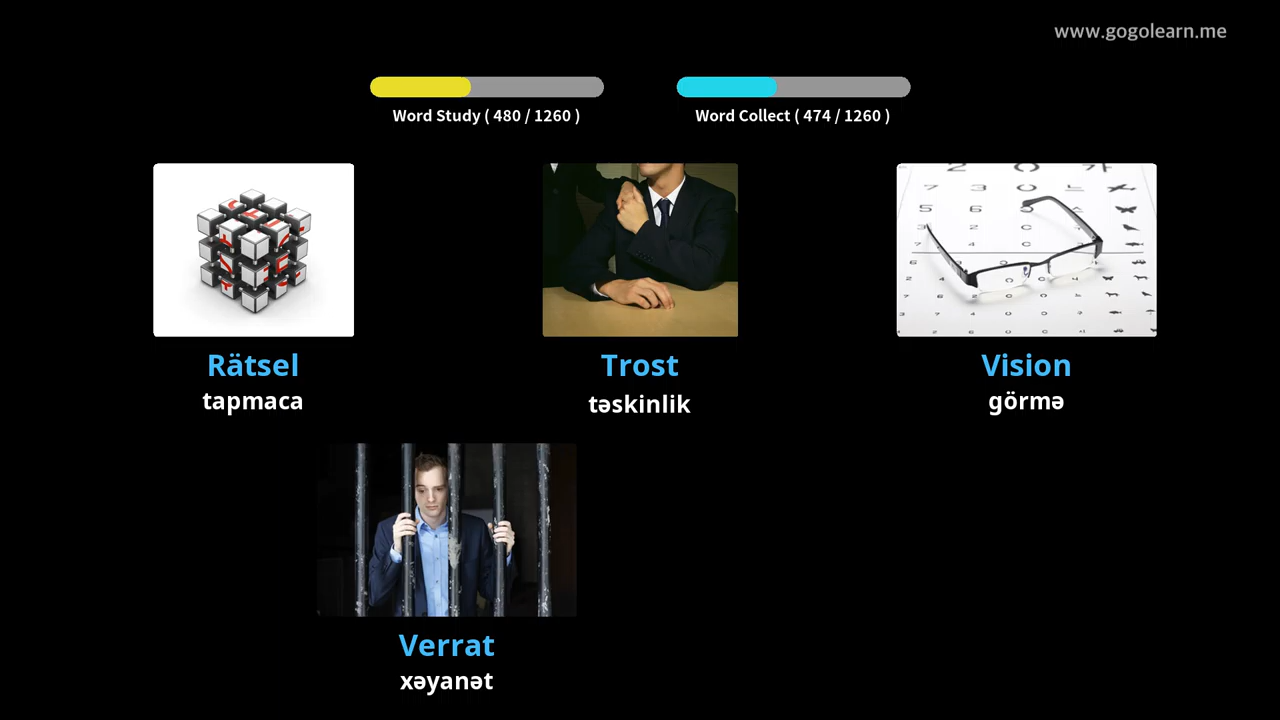 www.gogolearn.me
Word Study ( 480 / 1260 )
Word Collect ( 474 / 1260 )
Rätsel
tapmaca
Trost
təskinlik
Vision
görmə
Verrat
xəyanət